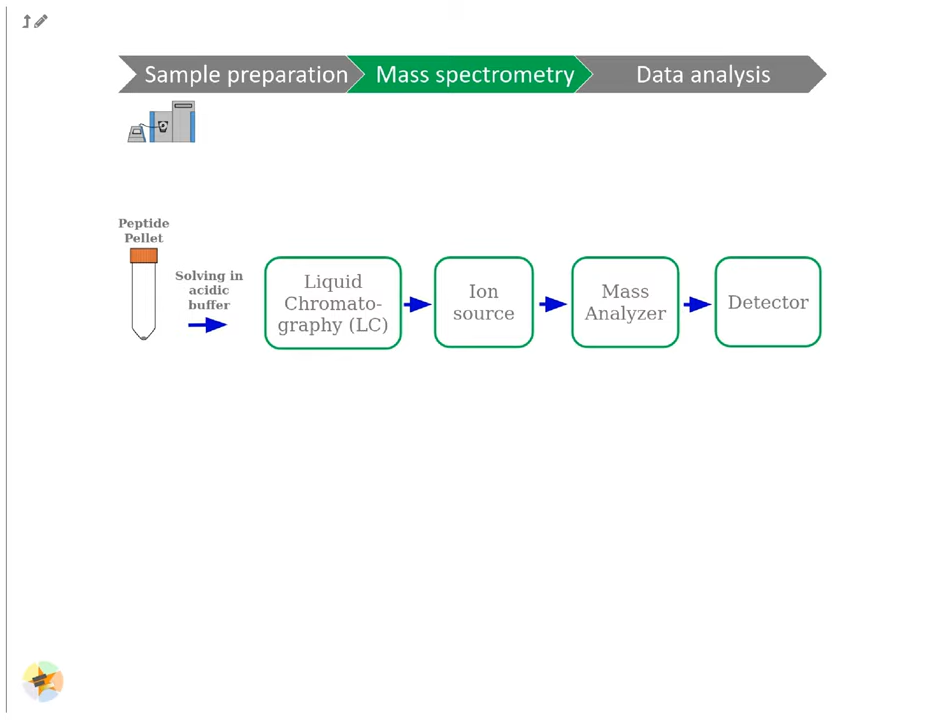 Sample preparation
Mass spectrometry
Data analysis
Peptide
Pellet
Solving in
acidic
buffer
Liquid
Chromato-
graphy (LC)
Ion
source
Mass
Analyzer
Detector